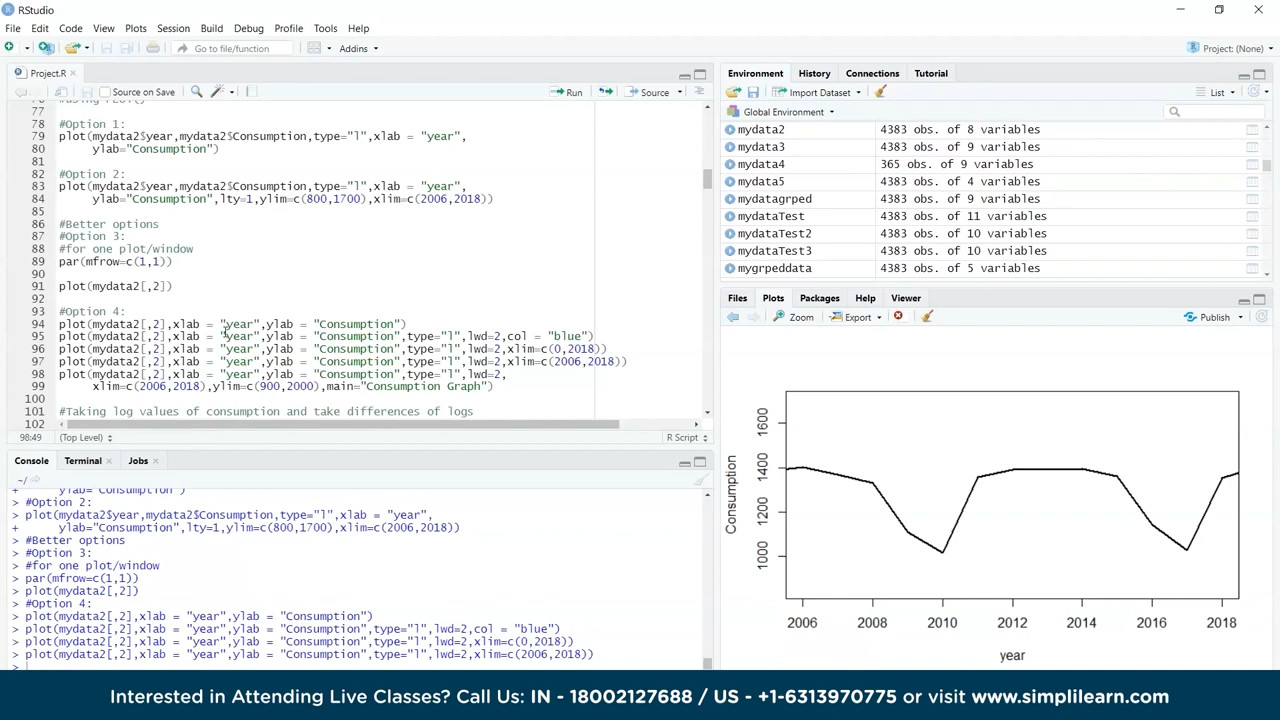 RStudio
File Edit Code View Plots Session Build Debug Profile Tools Help
Go to file/function Addins Project: (None)
Project.R
Source on Save Run Source
77
78 #Option 1:
79 plot(mydata2$year,mydata2$Consumption,type="l",xlab = "year",
80 ylab="Consumption")
81
82 #Option 2:
83 plot(mydata2$year,mydata2$Consumption,type="l",xlab = "year",
84 ylab="Consumption",lty=1,ylim=c(800,1700),xlim=c(2006,2018))
85
86 #Better options
87 #Option 3:
88 #for one plot/window
89 par(mfrow=c(1,1))
90
91 plot(mydata2[,2])
92
93 #Option 4:
94 plot(mydata2[,2],xlab = "year",ylab = "Consumption")
95 plot(mydata2[,2],xlab = "year",ylab = "Consumption",type="l",lwd=2,col = "blue")
96 plot(mydata2[,2],xlab = "year",ylab = "Consumption",type="l",lwd=2,xlim=c(0,2018))
97 plot(mydata2[,2],xlab = "year",ylab = "Consumption",type="l",lwd=2,xlim=c(2006,2018))
98 plot(mydata2[,2],xlab = "year",ylab = "Consumption",type="l",lwd=2,
99 xlim=c(2006,2018),ylim=c(900,2000),main="Consumption Graph")
100
101 #Taking log values of consumption and take differences of logs
102
98:49 (Top Level) R Script
Console Terminal Jobs
~/
+ ylab="Consumption")
> #Option 2:
> plot(mydata2$year,mydata2$Consumption,type="l",xlab = "year",
+ ylab="Consumption",lty=1,ylim=c(800,1700),xlim=c(2006,2018))
> #Better options
> #Option 3:
> #for one plot/window
> par(mfrow=c(1,1))
> plot(mydata2[,2])
> #Option 4:
> plot(mydata2[,2],xlab = "year",ylab = "Consumption")
> plot(mydata2[,2],xlab = "year",ylab = "Consumption",type="l",lwd=2,col = "blue")
> plot(mydata2[,2],xlab = "year",ylab = "Consumption",type="l",lwd=2,xlim=c(0,2018))
> plot(mydata2[,2],xlab = "year",ylab = "Consumption",type="l",lwd=2,xlim=c(2006,2018))
>
Environment History Connections Tutorial
Import Dataset List
Global Environment
mydata2 4383 obs. of 8 variables
mydata3 4383 obs. of 9 variables
mydata4 365 obs. of 9 variables
mydata5 4383 obs. of 4 variables
mydatagrped 4383 obs. of 9 variables
mydataTest 4383 obs. of 11 variables
mydataTest2 4383 obs. of 10 variables
mydataTest3 4383 obs. of 10 variables
mygrpeddata 4383 obs. of 5 variables
Files Plots Packages Help Viewer
Zoom Export Publish
Consumption
1600
1400
1200
1000
2006 2008 2010 2012 2014 2016 2018
year
Interested in Attending Live Classes? Call Us: IN - 18002127688 / US - +1-6313970775 or visit www.simplilearn.com